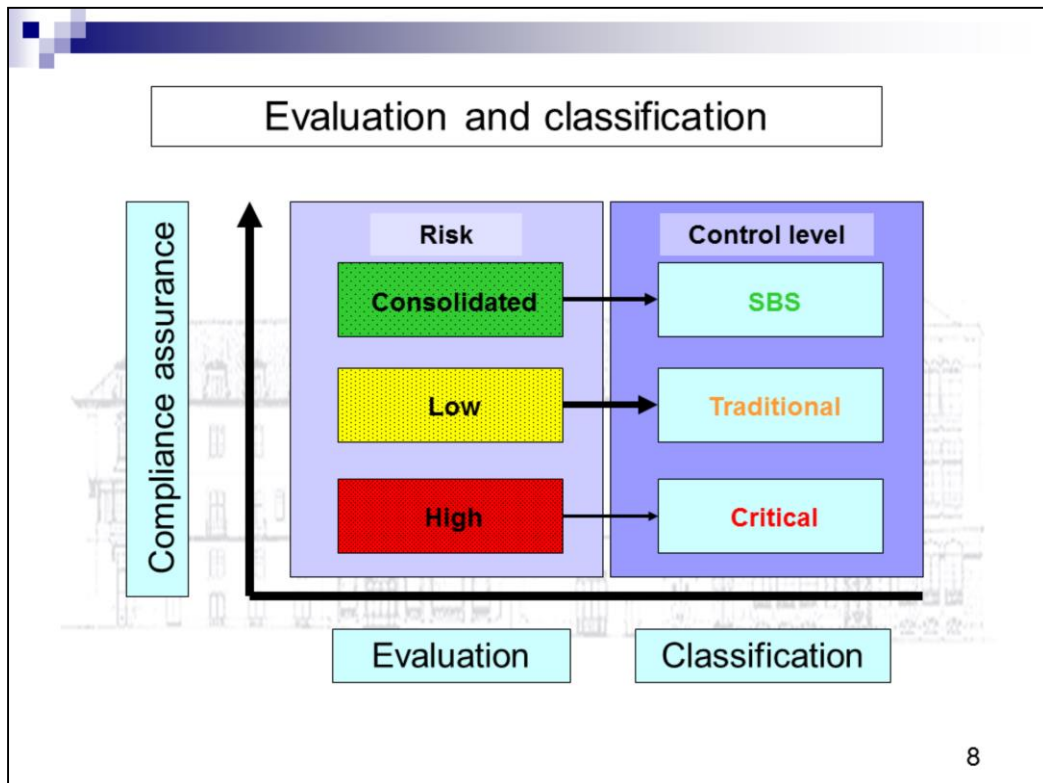 Evaluation and classification
Compliance assurance
Risk
Control level
Consolidated
SBS
Low
Traditional
High
Critical
Evaluation
Classification
8